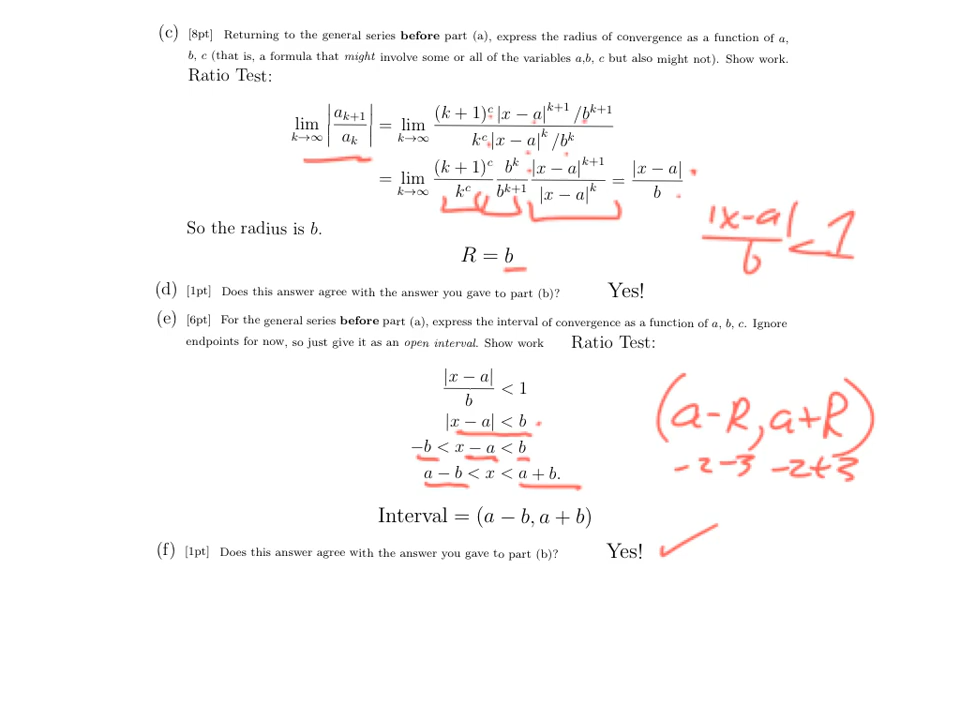 (c) [8pt] Returning to the general series before part (a), express the radius of convergence as a function of a,
b, c (that is, a formula that might involve some or all of the variables a,b, c but also might not). Show work.
Ratio Test:
lim_{k→∞} |a_{k+1}/a_k| = lim_{k→∞} ((k + 1)^c |x − a|^{k+1} /b^{k+1})/(k^c |x − a|^k /b^k)
= lim_{k→∞} (k + 1)^c/k^c b^k/b^{k+1} |x − a|^{k+1}/|x − a|^k = |x − a|/b
|x-a|/b < 1
So the radius is b.
R = b
(d) [1pt] Does this answer agree with the answer you gave to part (b)? Yes!
(e) [6pt] For the general series before part (a), express the interval of convergence as a function of a, b, c. Ignore
endpoints for now, so just give it as an open interval. Show work Ratio Test:
|x − a|/b < 1
|x − a| < b
−b < x − a < b
a − b < x < a + b.
(a-R, a+R)
-2-3 -2+3
Interval = (a − b, a + b)
(f) [1pt] Does this answer agree with the answer you gave to part (b)? Yes! ✓